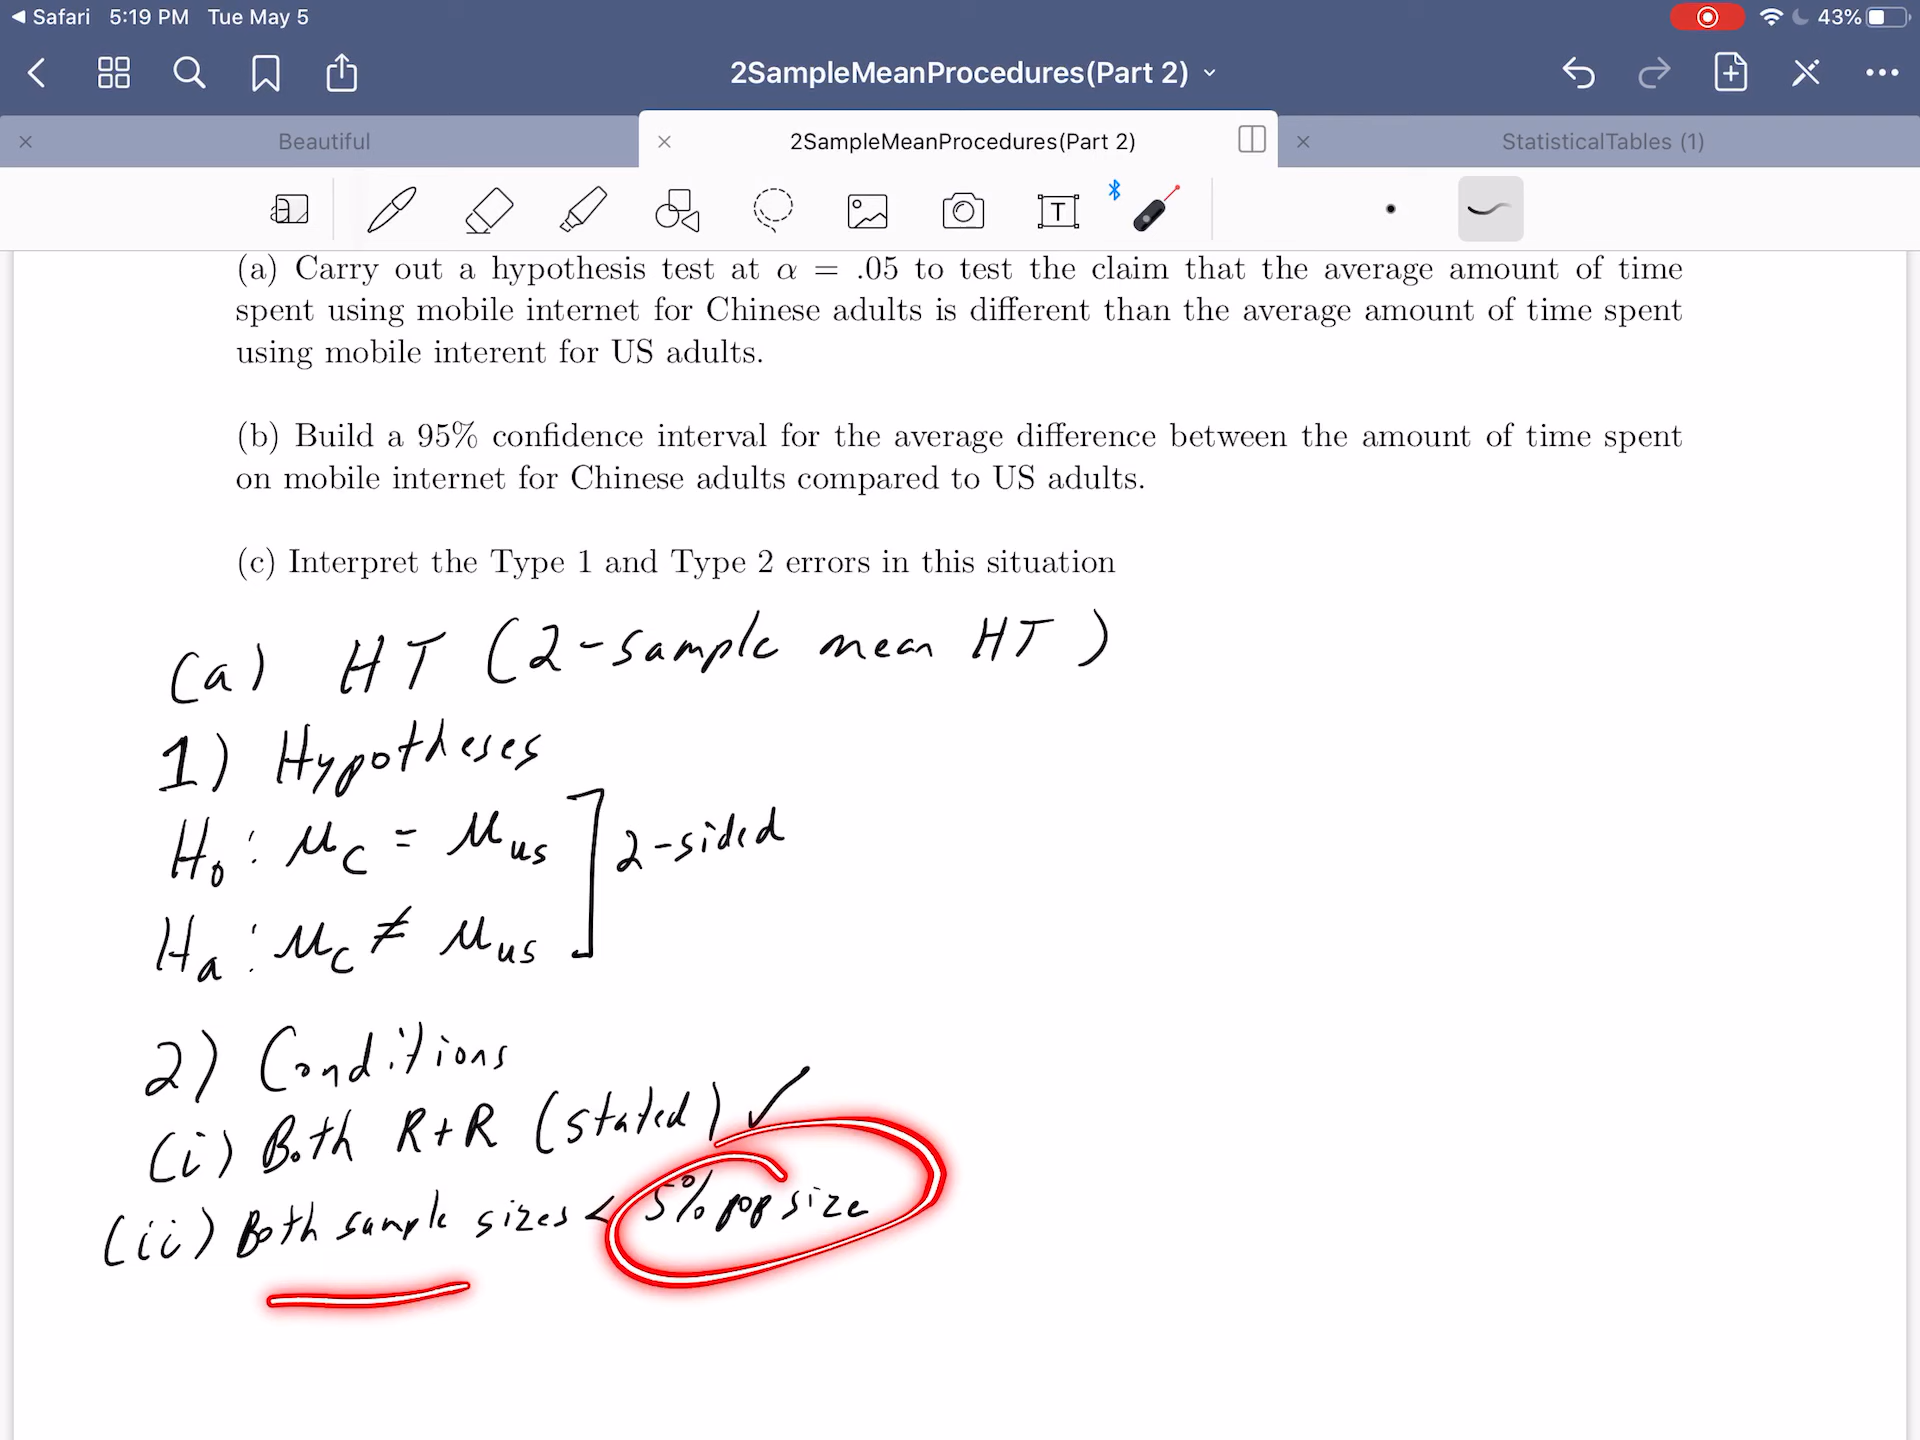 Safari 5:19 PM Tue May 5 43%
2SampleMeanProcedures(Part 2)
Beautiful 2SampleMeanProcedures(Part 2) StatisticalTables (1)
(a) Carry out a hypothesis test at α = .05 to test the claim that the average amount of time
spent using mobile internet for Chinese adults is different than the average amount of time spent
using mobile interent for US adults.
(b) Build a 95% confidence interval for the average difference between the amount of time spent
on mobile internet for Chinese adults compared to US adults.
(c) Interpret the Type 1 and Type 2 errors in this situation
(a) HT (2-sample mean HT)
1) Hypotheses
H₀: μ_C = μ_US ] 2-sided
Hₐ: μ_C ≠ μ_US
2) Conditions
(i) Both R+R (stated) ✓
(ii) Both sample sizes < 5% pop size